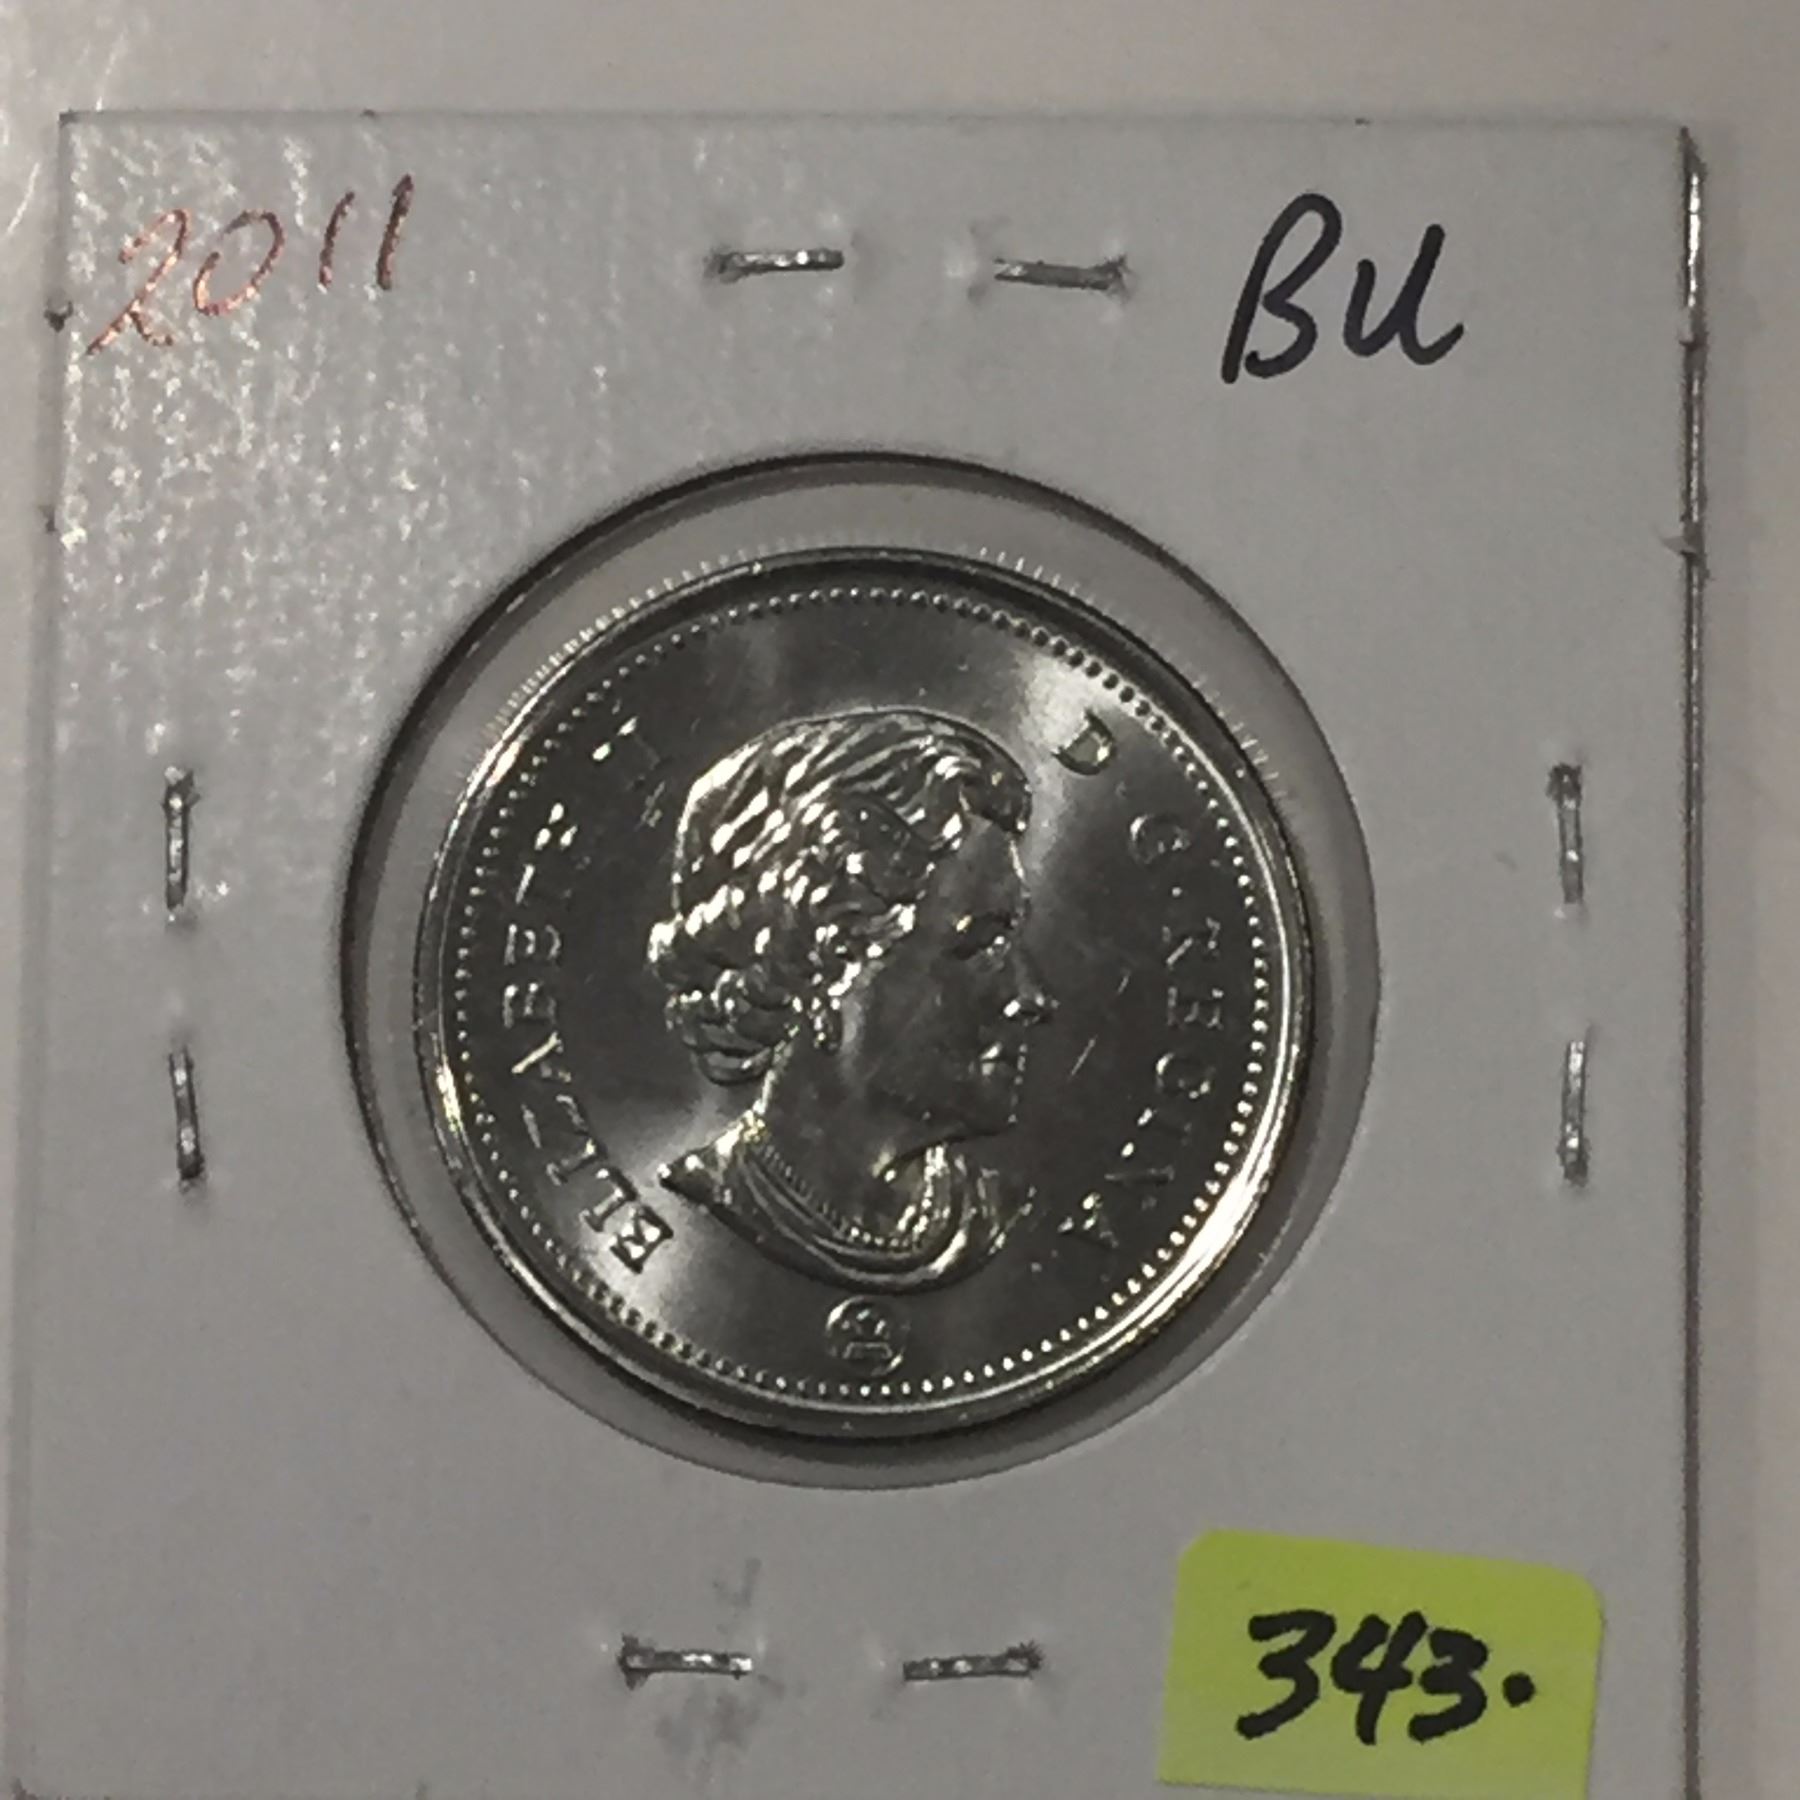 2011
BU
ELIZABETH II
D·G·REGINA
343.